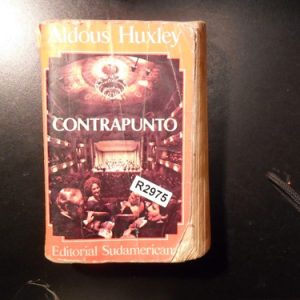 Aldous Huxley
CONTRAPUNTO
R2975
Editorial Sudamericana